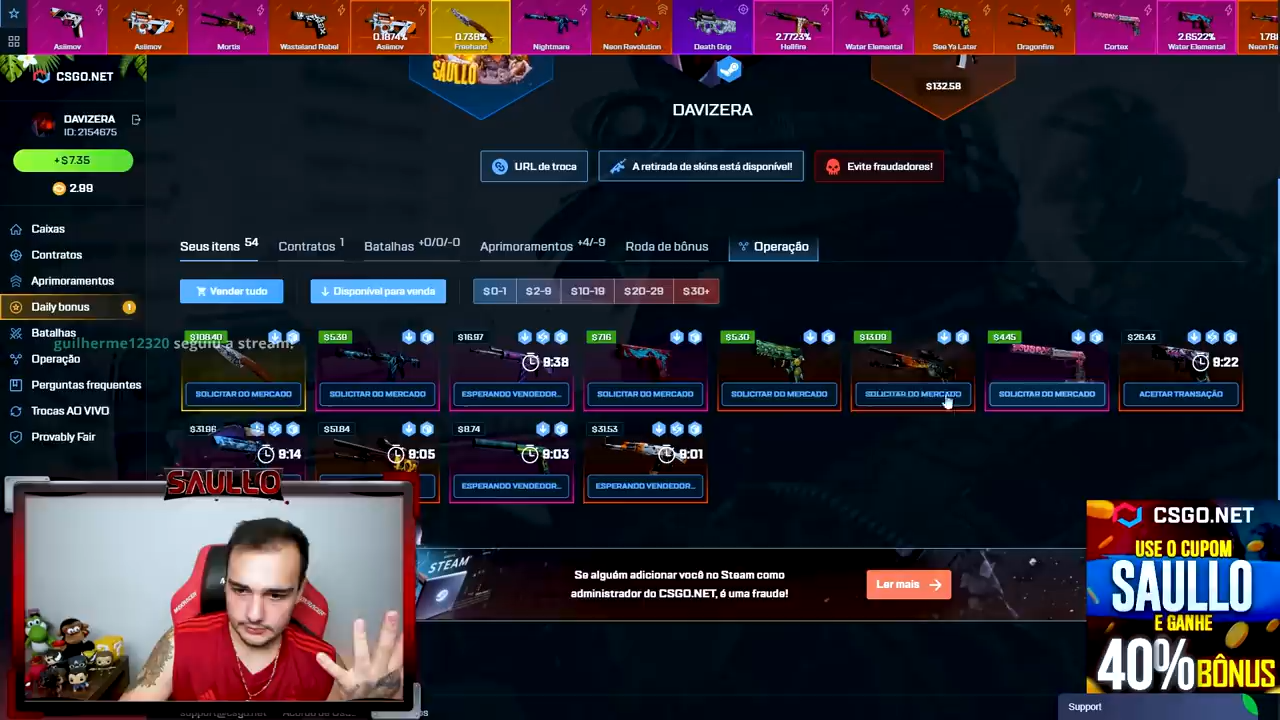 Asiimov
Asiimov
Mortis
Wasteland Rebel
0.1874%
Asiimov
0.738%
Freehand
Nightmare
Neon Revolution
Death Grip
2.7723%
Hellfire
Water Elemental
See Ya Later
Dragonfire
Cortex
2.6522%
Water Elemental
CSGO.NET
DAVIZERA
ID: 2154675
+$7.35
2.99
Caixas
Contratos
Aprimoramentos
Daily bonus 1
Batalhas
Operação
Perguntas frequentes
Trocas AO VIVO
Provably Fair
guilherme12320 seguiu a stream!
SAULLO
$132.58
DAVIZERA
URL de troca
A retirada de skins está disponível!
Evite fraudadores!
Seus itens 54
Contratos 1
Batalhas +0/0/-0
Aprimoramentos +4/-9
Roda de bônus
Operação
Vender tudo
Disponível para venda
$0-1
$2-9
$10-19
$20-29
$30+
$108.40
SOLICITAR DO MERCADO
$5.39
SOLICITAR DO MERCADO
$16.97
9:38
ESPERANDO VENDEDOR...
$7.16
SOLICITAR DO MERCADO
$5.30
SOLICITAR DO MERCADO
$13.09
SOLICITAR DO MERCADO
$4.45
SOLICITAR DO MERCADO
$26.43
9:22
ACEITAR TRANSAÇÃO
$31.96
9:14
$51.84
9:05
$8.74
9:03
ESPERANDO VENDEDOR...
$31.53
9:01
ESPERANDO VENDEDOR...
SAULLO
STEAM
Se alguém adicionar você no Steam como
administrador do CSGO.NET, é uma fraude!
Ler mais
CSGO.NET
USE O CUPOM
SAULLO
E GANHE
40% BÔNUS
Support